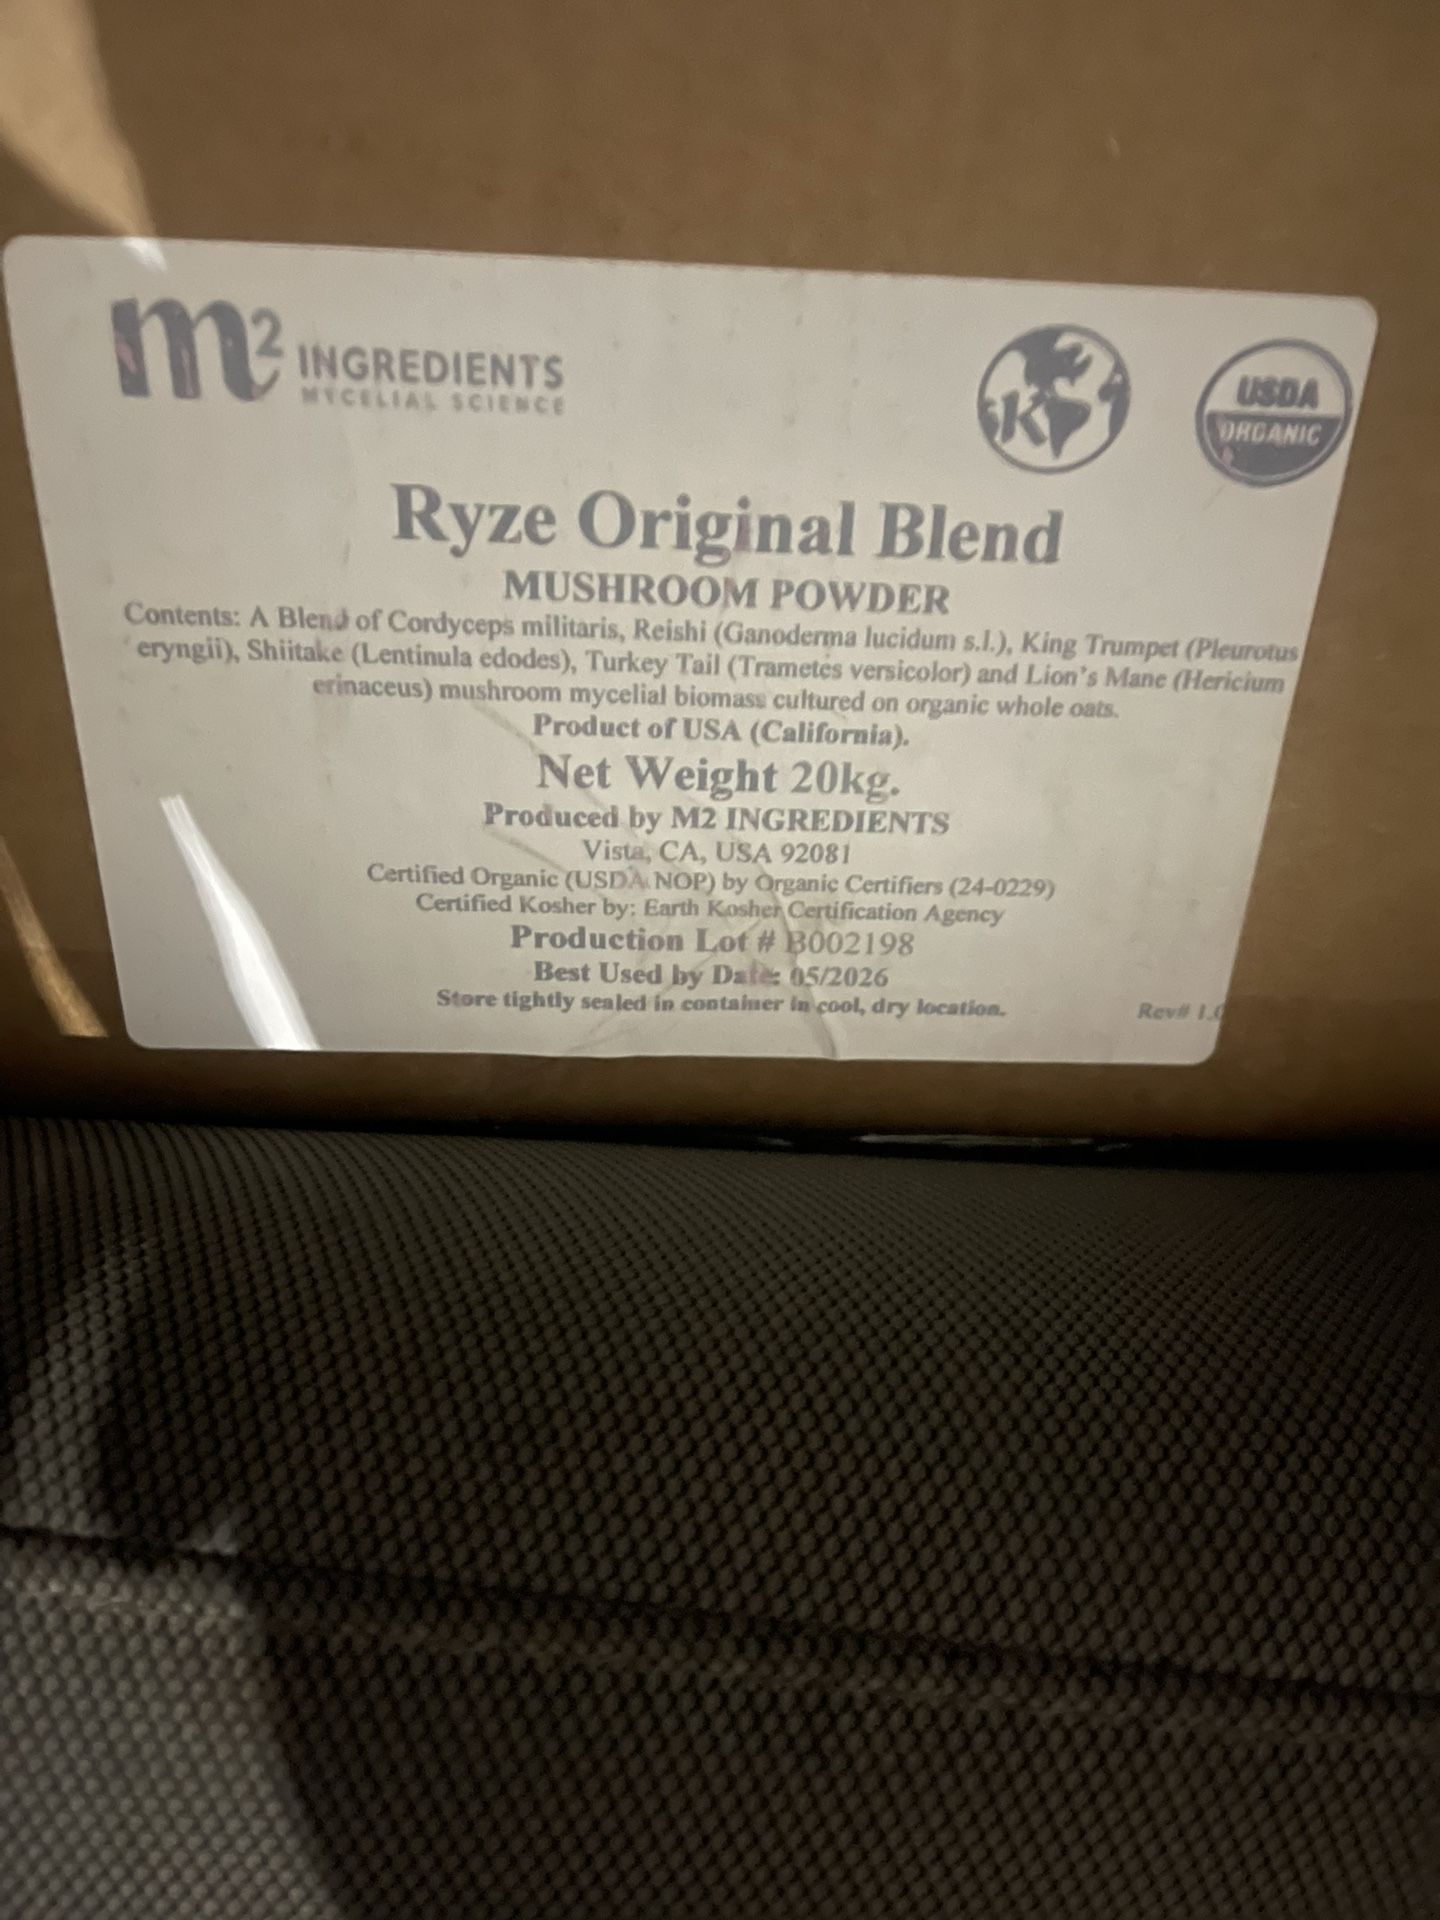 m² INGREDIENTS
MYCELIAL SCIENCE
K
USDA
ORGANIC
Ryze Original Blend
MUSHROOM POWDER
Contents: A Blend of Cordyceps militaris, Reishi (Ganoderma lucidum s.l.), King Trumpet (Pleurotus
eryngii), Shiitake (Lentinula edodes), Turkey Tail (Trametes versicolor) and Lion's Mane (Hericium
erinaceus) mushroom mycelial biomass cultured on organic whole oats.
Product of USA (California).
Net Weight 20kg.
Produced by M2 INGREDIENTS
Vista, CA, USA 92081
Certified Organic (USDA NOP) by Organic Certifiers (24-0229)
Certified Kosher by: Earth Kosher Certification Agency
Production Lot # B002198
Best Used by Date: 05/2026
Store tightly sealed in container in cool, dry location.
Rev# 1.0